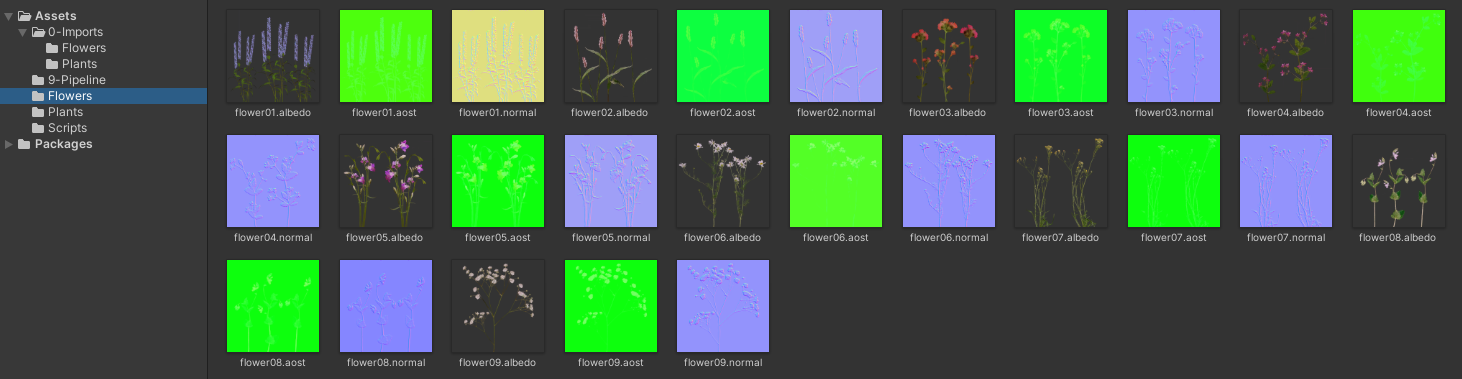 Assets
0-Imports
Flowers
Plants
9-Pipeline
Flowers
Plants
Scripts
Packages
flower01.albedo
flower01.aost
flower01.normal
flower02.albedo
flower02.aost
flower02.normal
flower03.albedo
flower03.aost
flower03.normal
flower04.albedo
flower04.aost
flower04.normal
flower05.albedo
flower05.aost
flower05.normal
flower06.albedo
flower06.aost
flower06.normal
flower07.albedo
flower07.aost
flower07.normal
flower08.albedo
flower08.aost
flower08.normal
flower09.albedo
flower09.aost
flower09.normal